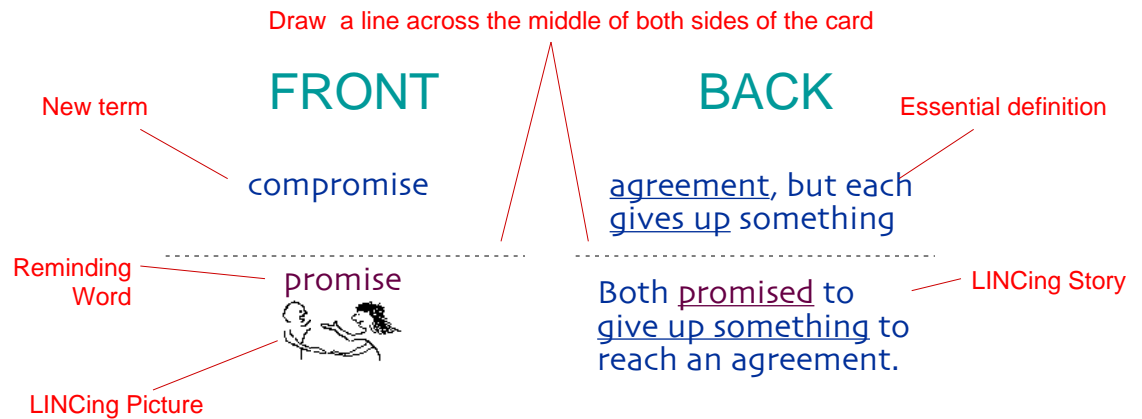 Draw a line across the middle of both sides of the card
FRONT
BACK
New term
Essential definition
compromise
agreement, but each
gives up something
Reminding
Word
promise
LINCing Story
Both promised to
give up something to
reach an agreement.
LINCing Picture